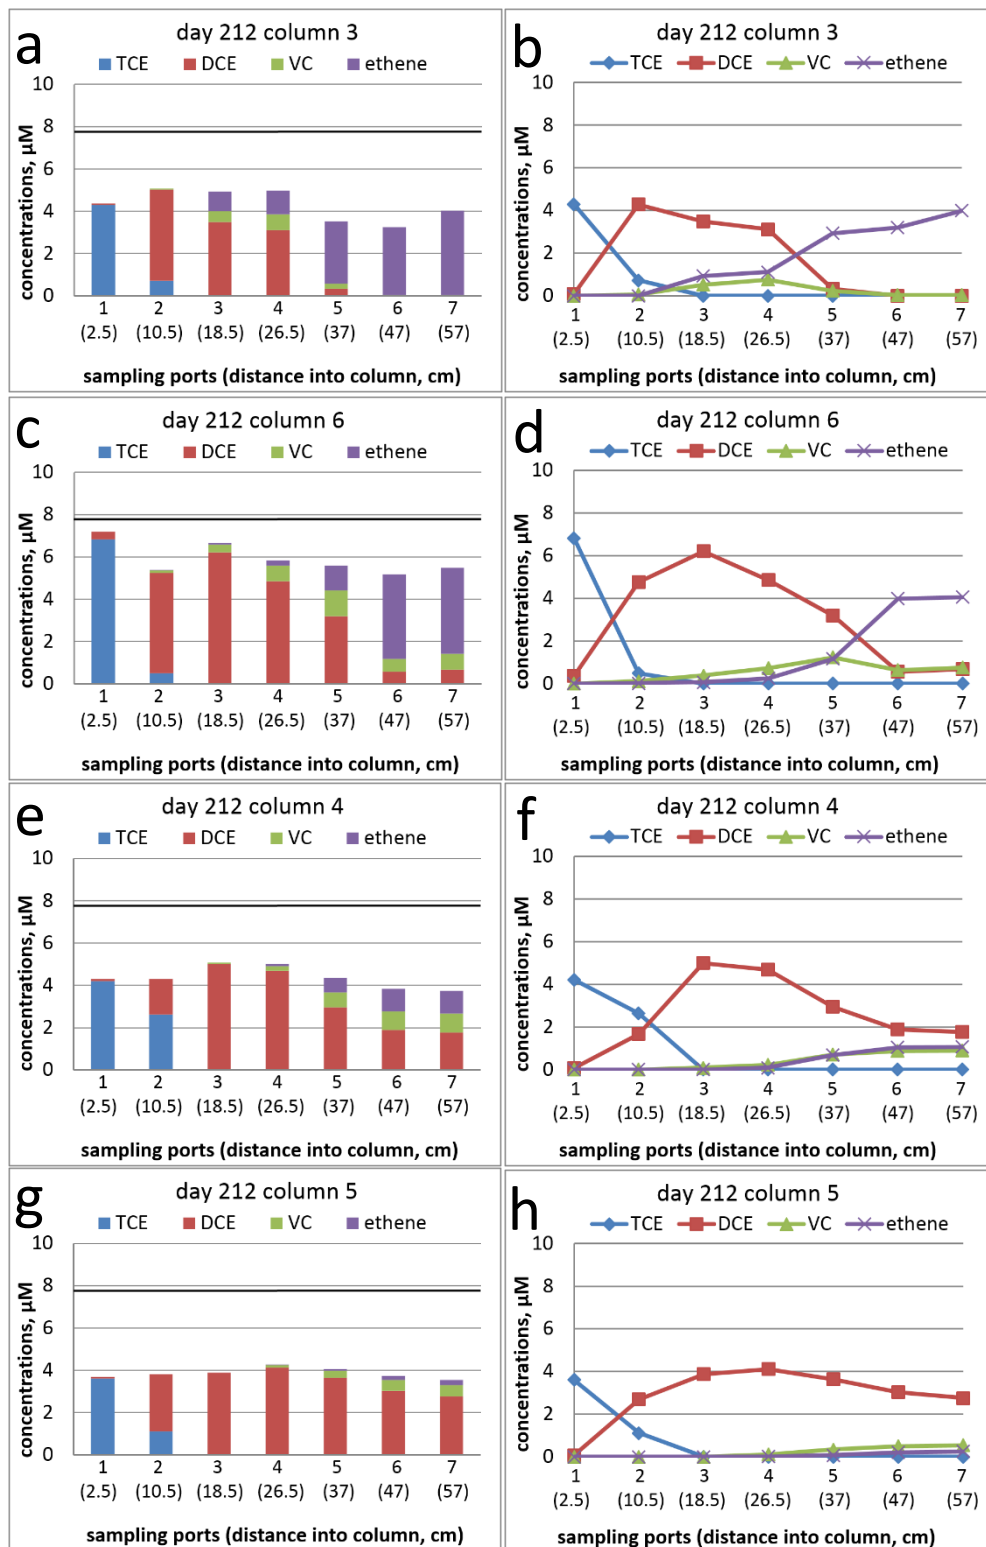 a
day 212 column 3
TCE DCE VC ethene
concentrations, µM
10
8
6
4
2
0
1 2 3 4 5 6 7
(2.5) (10.5) (18.5) (26.5) (37) (47) (57)
sampling ports (distance into column, cm)
b
day 212 column 3
TCE DCE VC ethene
concentrations, µM
10
8
6
4
2
0
1 2 3 4 5 6 7
(2.5) (10.5) (18.5) (26.5) (37) (47) (57)
sampling ports (distance into column, cm)
c
day 212 column 6
TCE DCE VC ethene
concentrations, µM
10
8
6
4
2
0
1 2 3 4 5 6 7
(2.5) (10.5) (18.5) (26.5) (37) (47) (57)
sampling ports (distance into column, cm)
d
day 212 column 6
TCE DCE VC ethene
concentrations, µM
10
8
6
4
2
0
1 2 3 4 5 6 7
(2.5) (10.5) (18.5) (26.5) (37) (47) (57)
sampling ports (distance into column, cm)
e
day 212 column 4
TCE DCE VC ethene
concentrations, µM
10
8
6
4
2
0
1 2 3 4 5 6 7
(2.5) (10.5) (18.5) (26.5) (37) (47) (57)
sampling ports (distance into column, cm)
f
day 212 column 4
TCE DCE VC ethene
concentrations, µM
10
8
6
4
2
0
1 2 3 4 5 6 7
(2.5) (10.5) (18.5) (26.5) (37) (47) (57)
sampling ports (distance into column, cm)
g
day 212 column 5
TCE DCE VC ethene
concentrations, µM
10
8
6
4
2
0
1 2 3 4 5 6 7
(2.5) (10.5) (18.5) (26.5) (37) (47) (57)
sampling ports (distance into column, cm)
h
day 212 column 5
TCE DCE VC ethene
concentrations, µM
10
8
6
4
2
0
1 2 3 4 5 6 7
(2.5) (10.5) (18.5) (26.5) (37) (47) (57)
sampling ports (distance into column, cm)